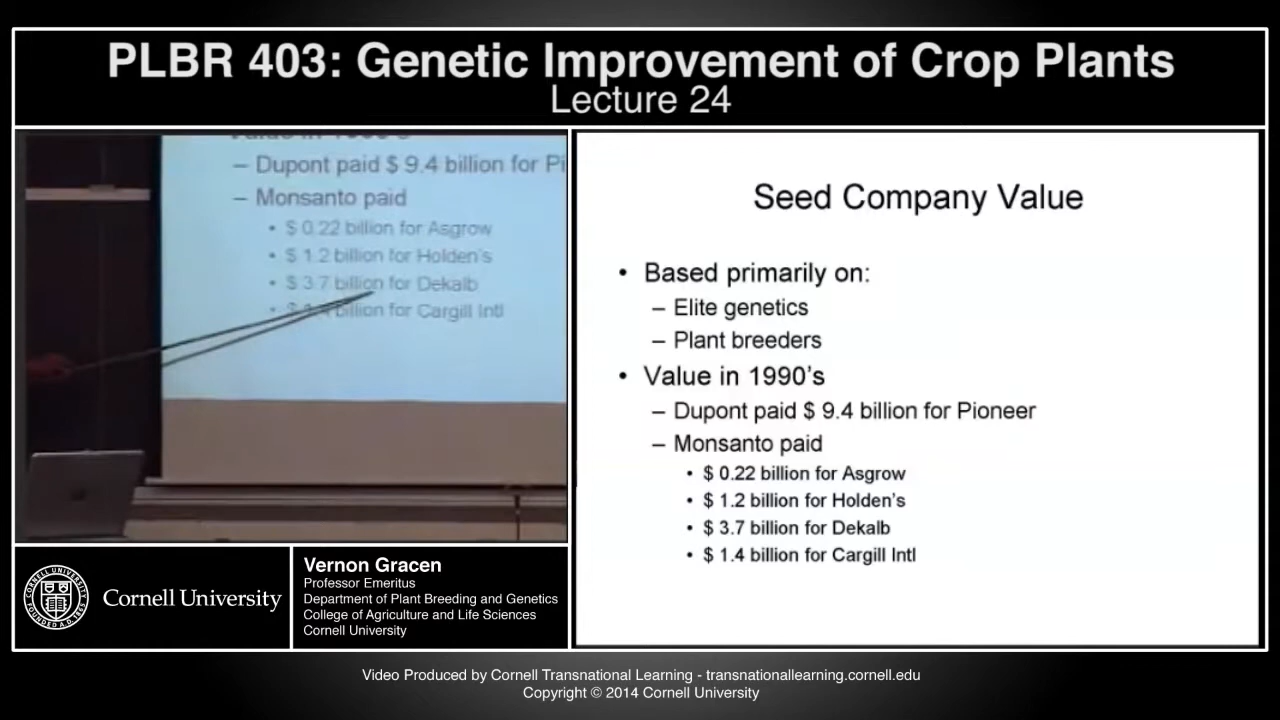 PLBR 403: Genetic Improvement of Crop Plants
Lecture 24
– Dupont paid $ 9.4 billion for Pi
– Monsanto paid
• $ 0.22 billion for Asgrow
• $ 1.2 billion for Holden's
• $ 3.7 billion for Dekalb
billion for Cargill Intl
Seed Company Value
• Based primarily on:
– Elite genetics
– Plant breeders
• Value in 1990's
– Dupont paid $ 9.4 billion for Pioneer
– Monsanto paid
• $ 0.22 billion for Asgrow
• $ 1.2 billion for Holden's
• $ 3.7 billion for Dekalb
• $ 1.4 billion for Cargill Intl
Cornell University
Vernon Gracen
Professor Emeritus
Department of Plant Breeding and Genetics
College of Agriculture and Life Sciences
Cornell University
Video Produced by Cornell Transnational Learning - transnationallearning.cornell.edu
Copyright © 2014 Cornell University